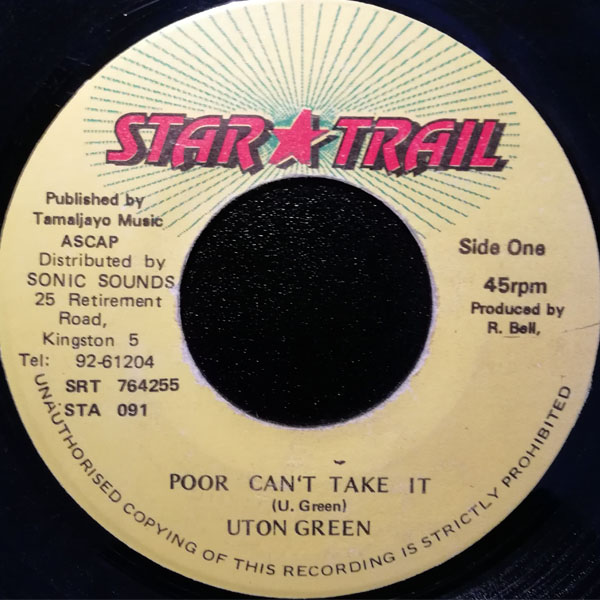 STAR TRAIL
Published by
Tamaljayo Music
ASCAP
Distributed by
SONIC SOUNDS
25 Retirement
Road,
Kingston 5
Tel: 92-61204
SRT 764255
STA 091
Side One
45rpm
Produced by
R. Bell,
POOR CAN'T TAKE IT
(U. Green)
UTON GREEN
UNAUTHORISED COPYING OF THIS RECORDING IS STRICTLY PROHIBITED